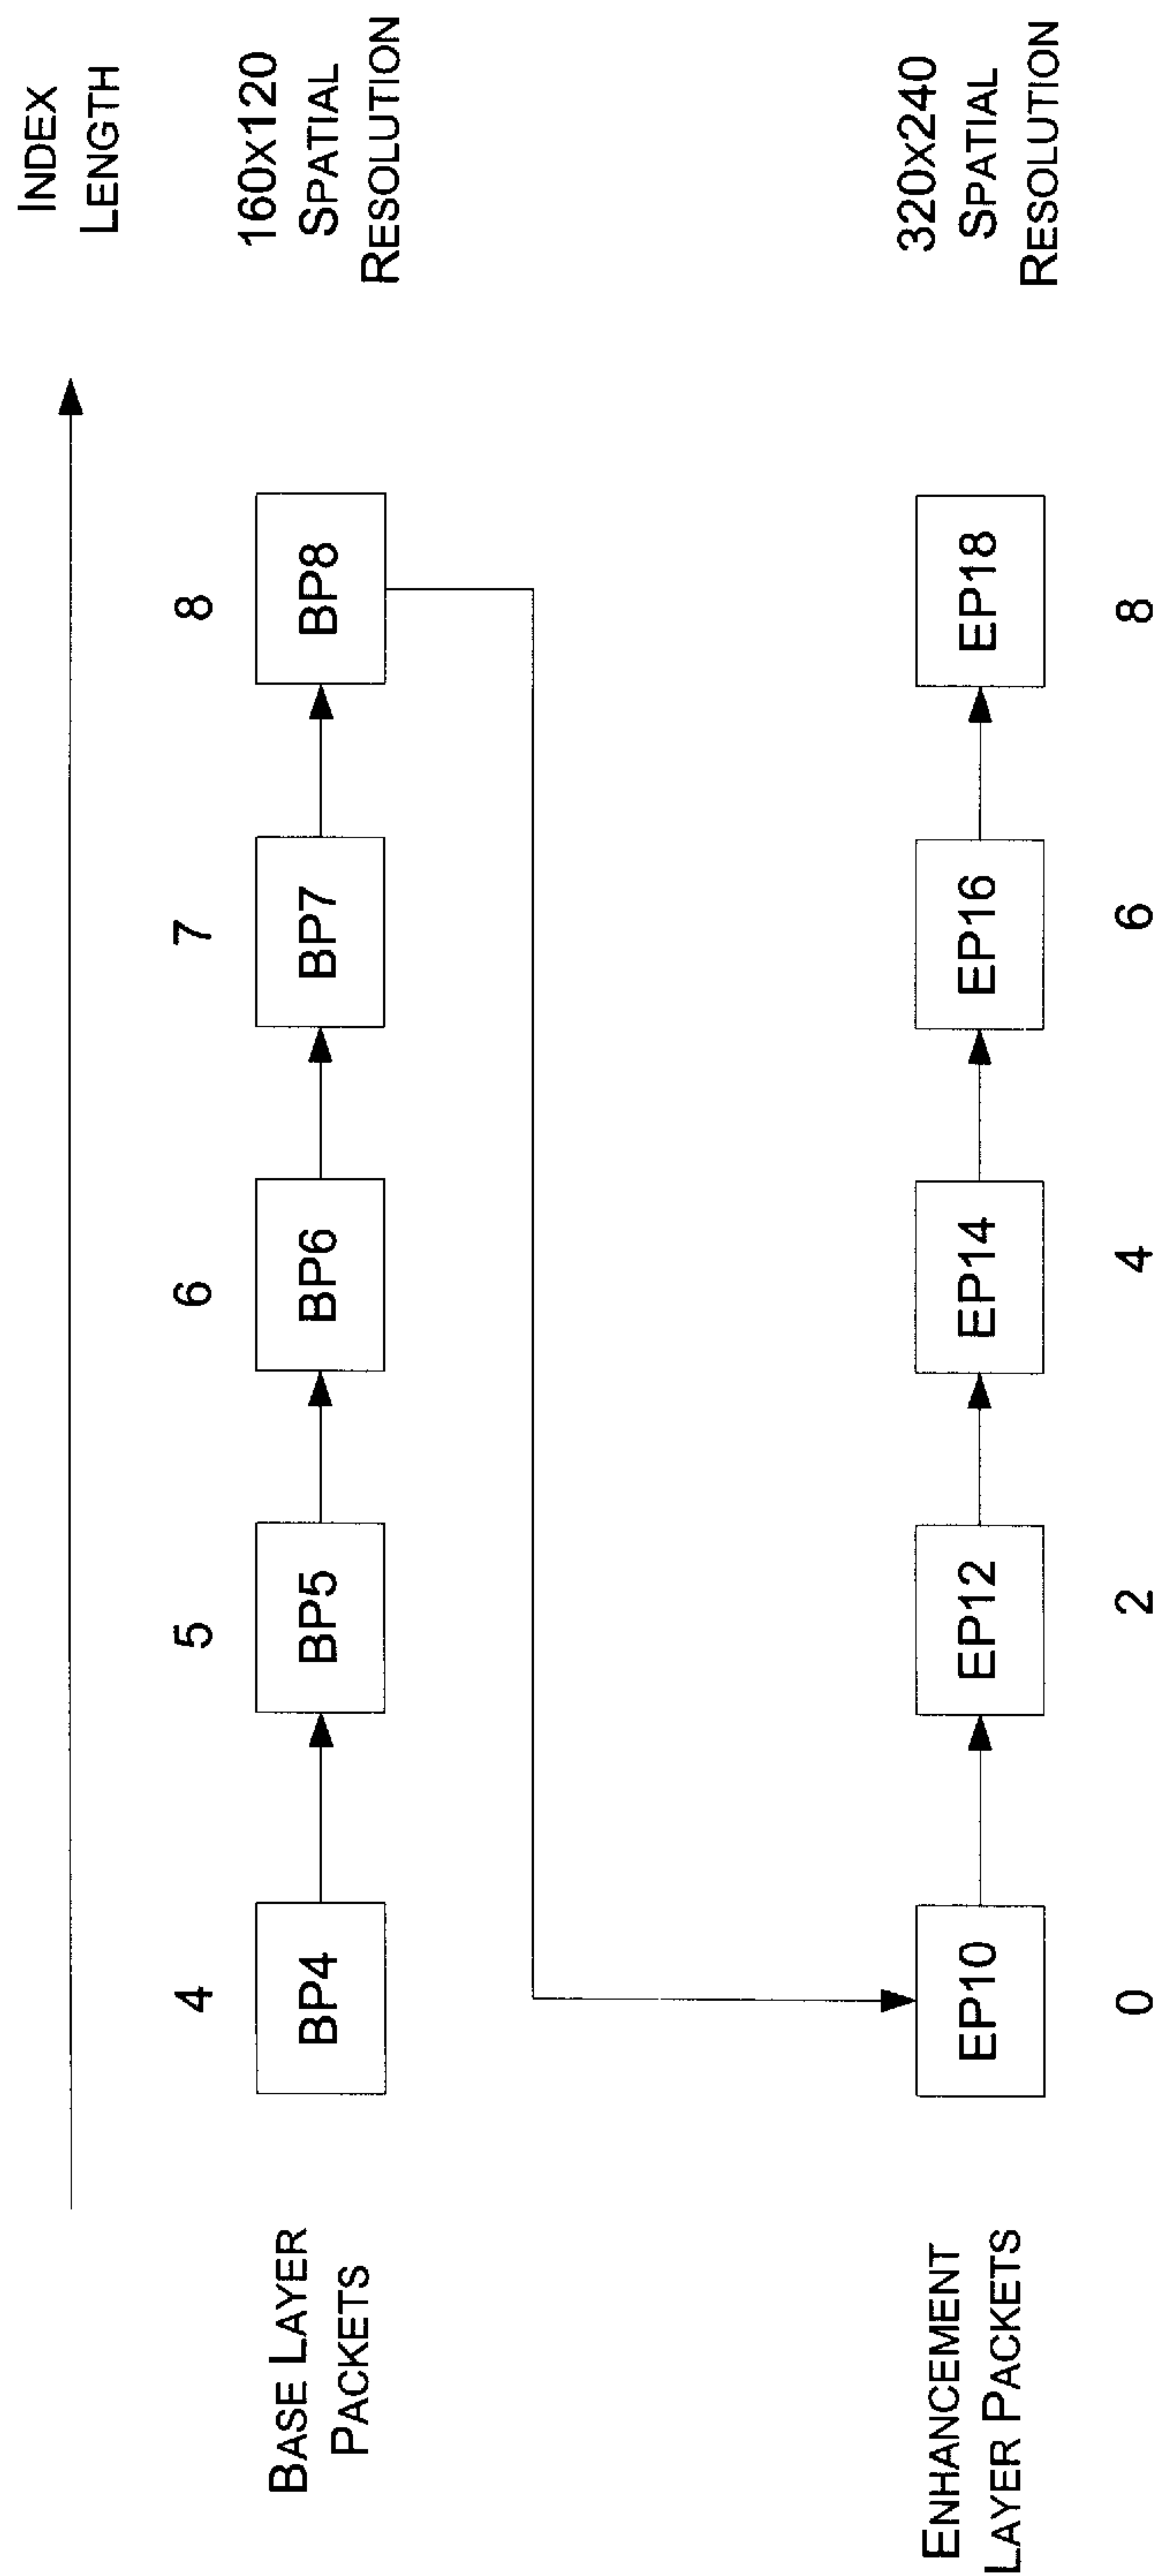 INDEX
LENGTH
4 5 6 7 8
BASE LAYER
PACKETS
BP4 BP5 BP6 BP7 BP8
160X120
SPATIAL
RESOLUTION
ENHANCEMENT
LAYER PACKETS
EP10 EP12 EP14 EP16 EP18
320X240
SPATIAL
RESOLUTION
0 2 4 6 8